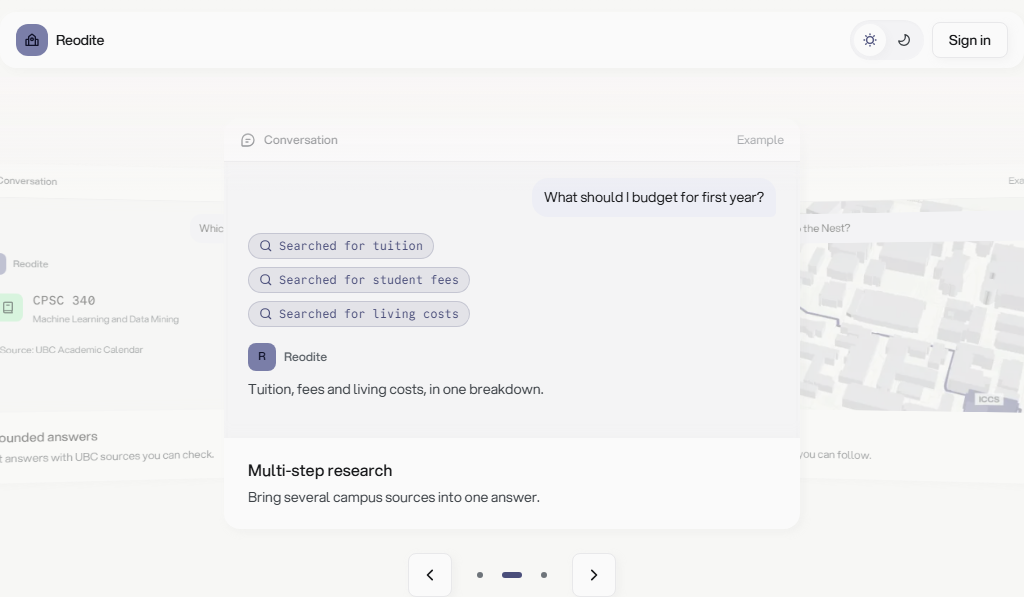 Reodite
Sign in
Conversation
Example
What should I budget for first year?
Searched for tuition
Searched for student fees
Searched for living costs
R
Reodite
Tuition, fees and living costs, in one breakdown.
Multi-step research
Bring several campus sources into one answer.
Conversation
Reodite
CPSC 340
Machine Learning and Data Mining
Source: UBC Academic Calendar
answers
answers with UBC sources you can check.
the Nest?
ICCS
you can follow.